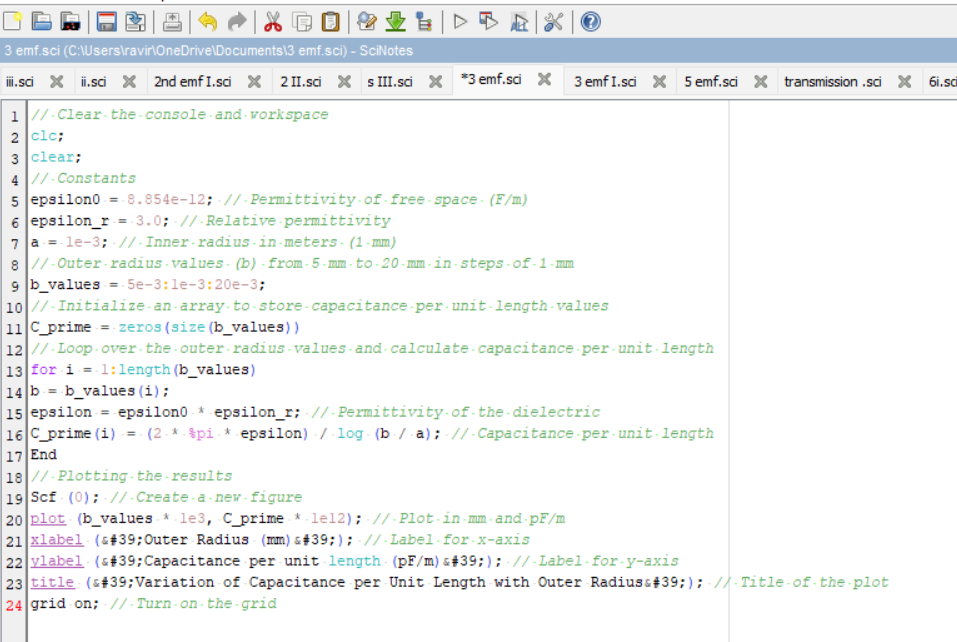 3 emf.sci (C:\Users\ravir\OneDrive\Documents\3 emf.sci) - SciNotes
iii.sci ii.sci 2nd emf I.sci 2 II.sci s III.sci *3 emf.sci 3 emf I.sci 5 emf.sci transmission .sci 6i.sci
1 // Clear the console and workspace
2 clc;
3 clear;
4 // Constants
5 epsilon0 = 8.854e-12; // Permittivity of free space (F/m)
6 epsilon_r = 3.0; // Relative permittivity
7 a = 1e-3; // Inner radius in meters (1 mm)
8 // Outer radius values (b) from 5 mm to 20 mm in steps of 1 mm
9 b_values = 5e-3:1e-3:20e-3;
10 // Initialize an array to store capacitance per unit length values
11 C_prime = zeros(size(b_values))
12 // Loop over the outer radius values and calculate capacitance per unit length
13 for i = 1:length(b_values)
14 b = b_values(i);
15 epsilon = epsilon0 * epsilon_r; // Permittivity of the dielectric
16 C_prime(i) = (2 * %pi * epsilon) / log (b / a); // Capacitance per unit length
17 End
18 // Plotting the results
19 Scf (0); // Create a new figure
20 plot (b_values * 1e3, C_prime * 1e12); // Plot in mm and pF/m
21 xlabel (&#39;Outer Radius (mm)&#39;); // Label for x-axis
22 ylabel (&#39;Capacitance per unit length (pF/m)&#39;); // Label for y-axis
23 title (&#39;Variation of Capacitance per Unit Length with Outer Radius&#39;); // Title of the plot
24 grid on; // Turn on the grid